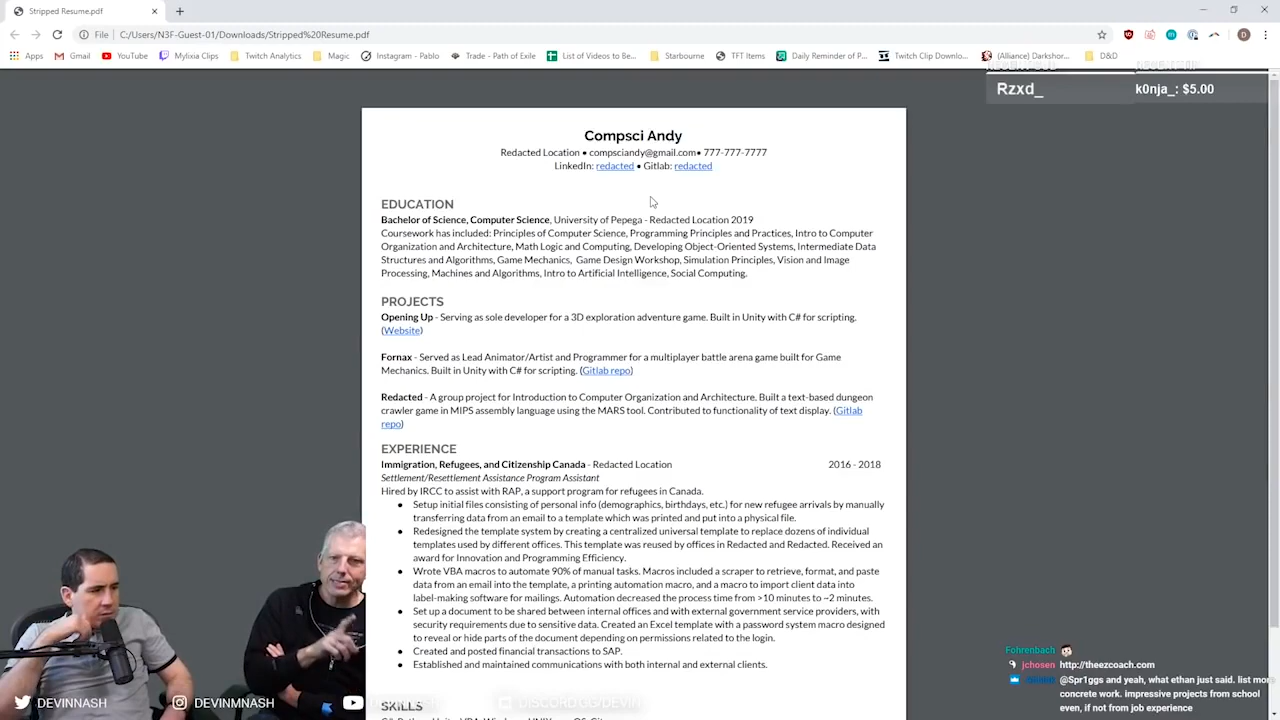 Stripped Resume.pdf
File
C:/Users/N3F-Guest-01/Downloads/Stripped%20Resume.pdf
D
Apps
Gmail
YouTube
Mylixia Clips
Twitch Analytics
Magic
Instagram - Pablo
Trade - Path of Exile
List of Videos to Be...
Starbourne
TFT Items
Daily Reminder of P...
Twitch Clip Downlo...
(Alliance) Darkshor...
D&D
Rzxd_
k0nja_: $5.00
Compsci Andy
Redacted Location • compsciandy@gmail.com• 777-777-7777
LinkedIn: redacted • Gitlab: redacted
EDUCATION
Bachelor of Science, Computer Science, University of Pepega - Redacted Location 2019
Coursework has included: Principles of Computer Science, Programming Principles and Practices, Intro to Computer
Organization and Architecture, Math Logic and Computing, Developing Object-Oriented Systems, Intermediate Data
Structures and Algorithms, Game Mechanics, Game Design Workshop, Simulation Principles, Vision and Image
Processing, Machines and Algorithms, Intro to Artificial Intelligence, Social Computing.
PROJECTS
Opening Up - Serving as sole developer for a 3D exploration adventure game. Built in Unity with C# for scripting.
(Website)
Fornax - Served as Lead Animator/Artist and Programmer for a multiplayer battle arena game built for Game
Mechanics. Built in Unity with C# for scripting. (Gitlab repo)
Redacted - A group project for Introduction to Computer Organization and Architecture. Built a text-based dungeon
crawler game in MIPS assembly language using the MARS tool. Contributed to functionality of text display. (Gitlab
repo)
EXPERIENCE
Immigration, Refugees, and Citizenship Canada - Redacted Location 2016 - 2018
Settlement/Resettlement Assistance Program Assistant
Hired by IRCC to assist with RAP, a support program for refugees in Canada.
● Setup initial files consisting of personal info (demographics, birthdays, etc.) for new refugee arrivals by manually
transferring data from an email to a template which was printed and put into a physical file.
● Redesigned the template system by creating a centralized universal template to replace dozens of individual
templates used by different offices. This template was reused by offices in Redacted and Redacted. Received an
award for Innovation and Programming Efficiency.
● Wrote VBA macros to automate 90% of manual tasks. Macros included a scraper to retrieve, format, and paste
data from an email into the template, a printing automation macro, and a macro to import client data into
label-making software for mailings. Automation decreased the process time from >10 minutes to ~2 minutes.
● Set up a document to be shared between internal offices and with external government service providers, with
security requirements due to sensitive data. Created an Excel template with a password system macro designed
to reveal or hide parts of the document depending on permissions related to the login.
● Created and posted financial transactions to SAP.
● Established and maintained communications with both internal and external clients.
SKILLS
Fohrenbach
jchosen http://theezcoach.com
@Spr1ggs and yeah, what ethan just said. list more
concrete work. impressive projects from school
even, if not from job experience
DEVINNASH
DEVINMNASH
DISCORD.GG/DEVIN